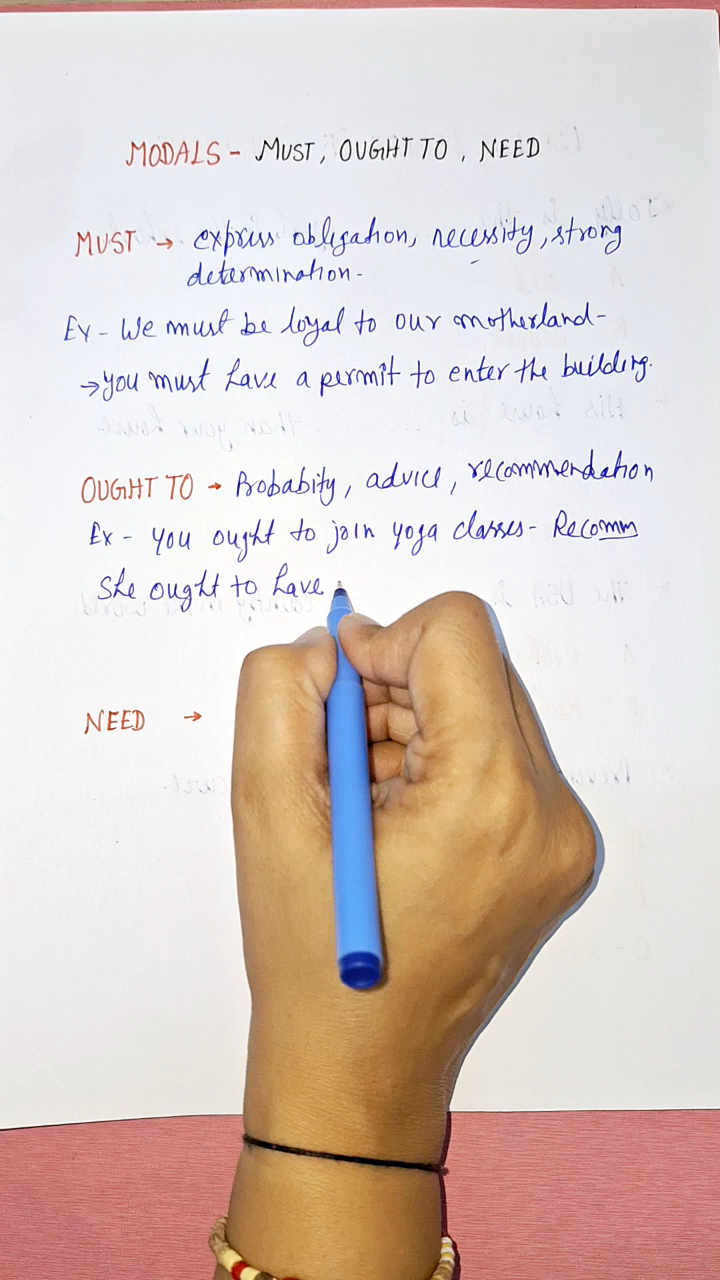 MODALS - MUST, OUGHT TO, NEED
MUST → express obligation, necessity, strong
determination.
Ex - We must be loyal to our motherland-
→ you must have a permit to enter the building.
OUGHT TO → Probabity, advice, recommendation
Ex - you ought to join yoga classes - Recomm
She ought to have
NEED →